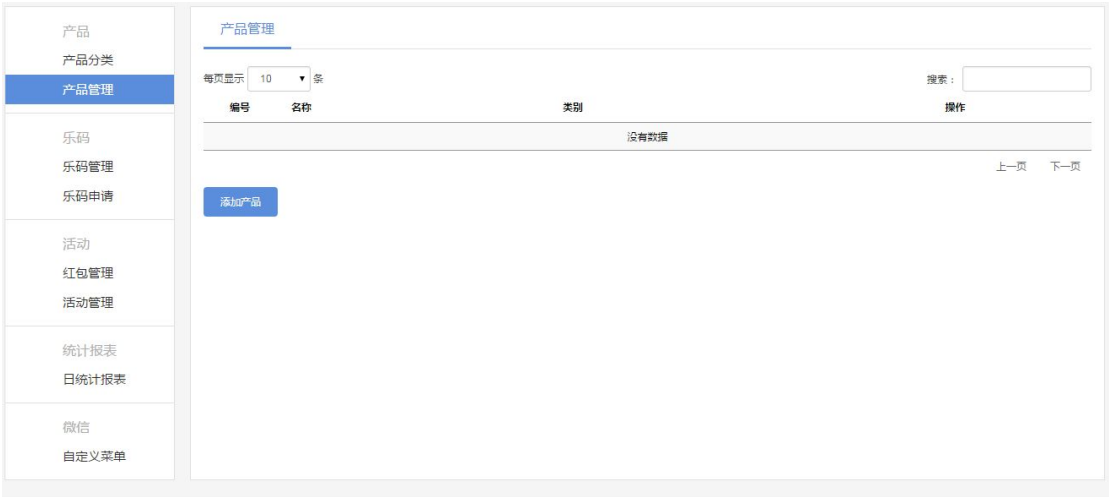 产品
产品分类
产品管理
乐码
乐码管理
乐码申请
活动
红包管理
活动管理
统计报表
日统计报表
微信
自定义菜单
产品管理
每页显示 10 条 搜索：
编号 名称 类别 操作
没有数据
上一页 下一页
添加产品